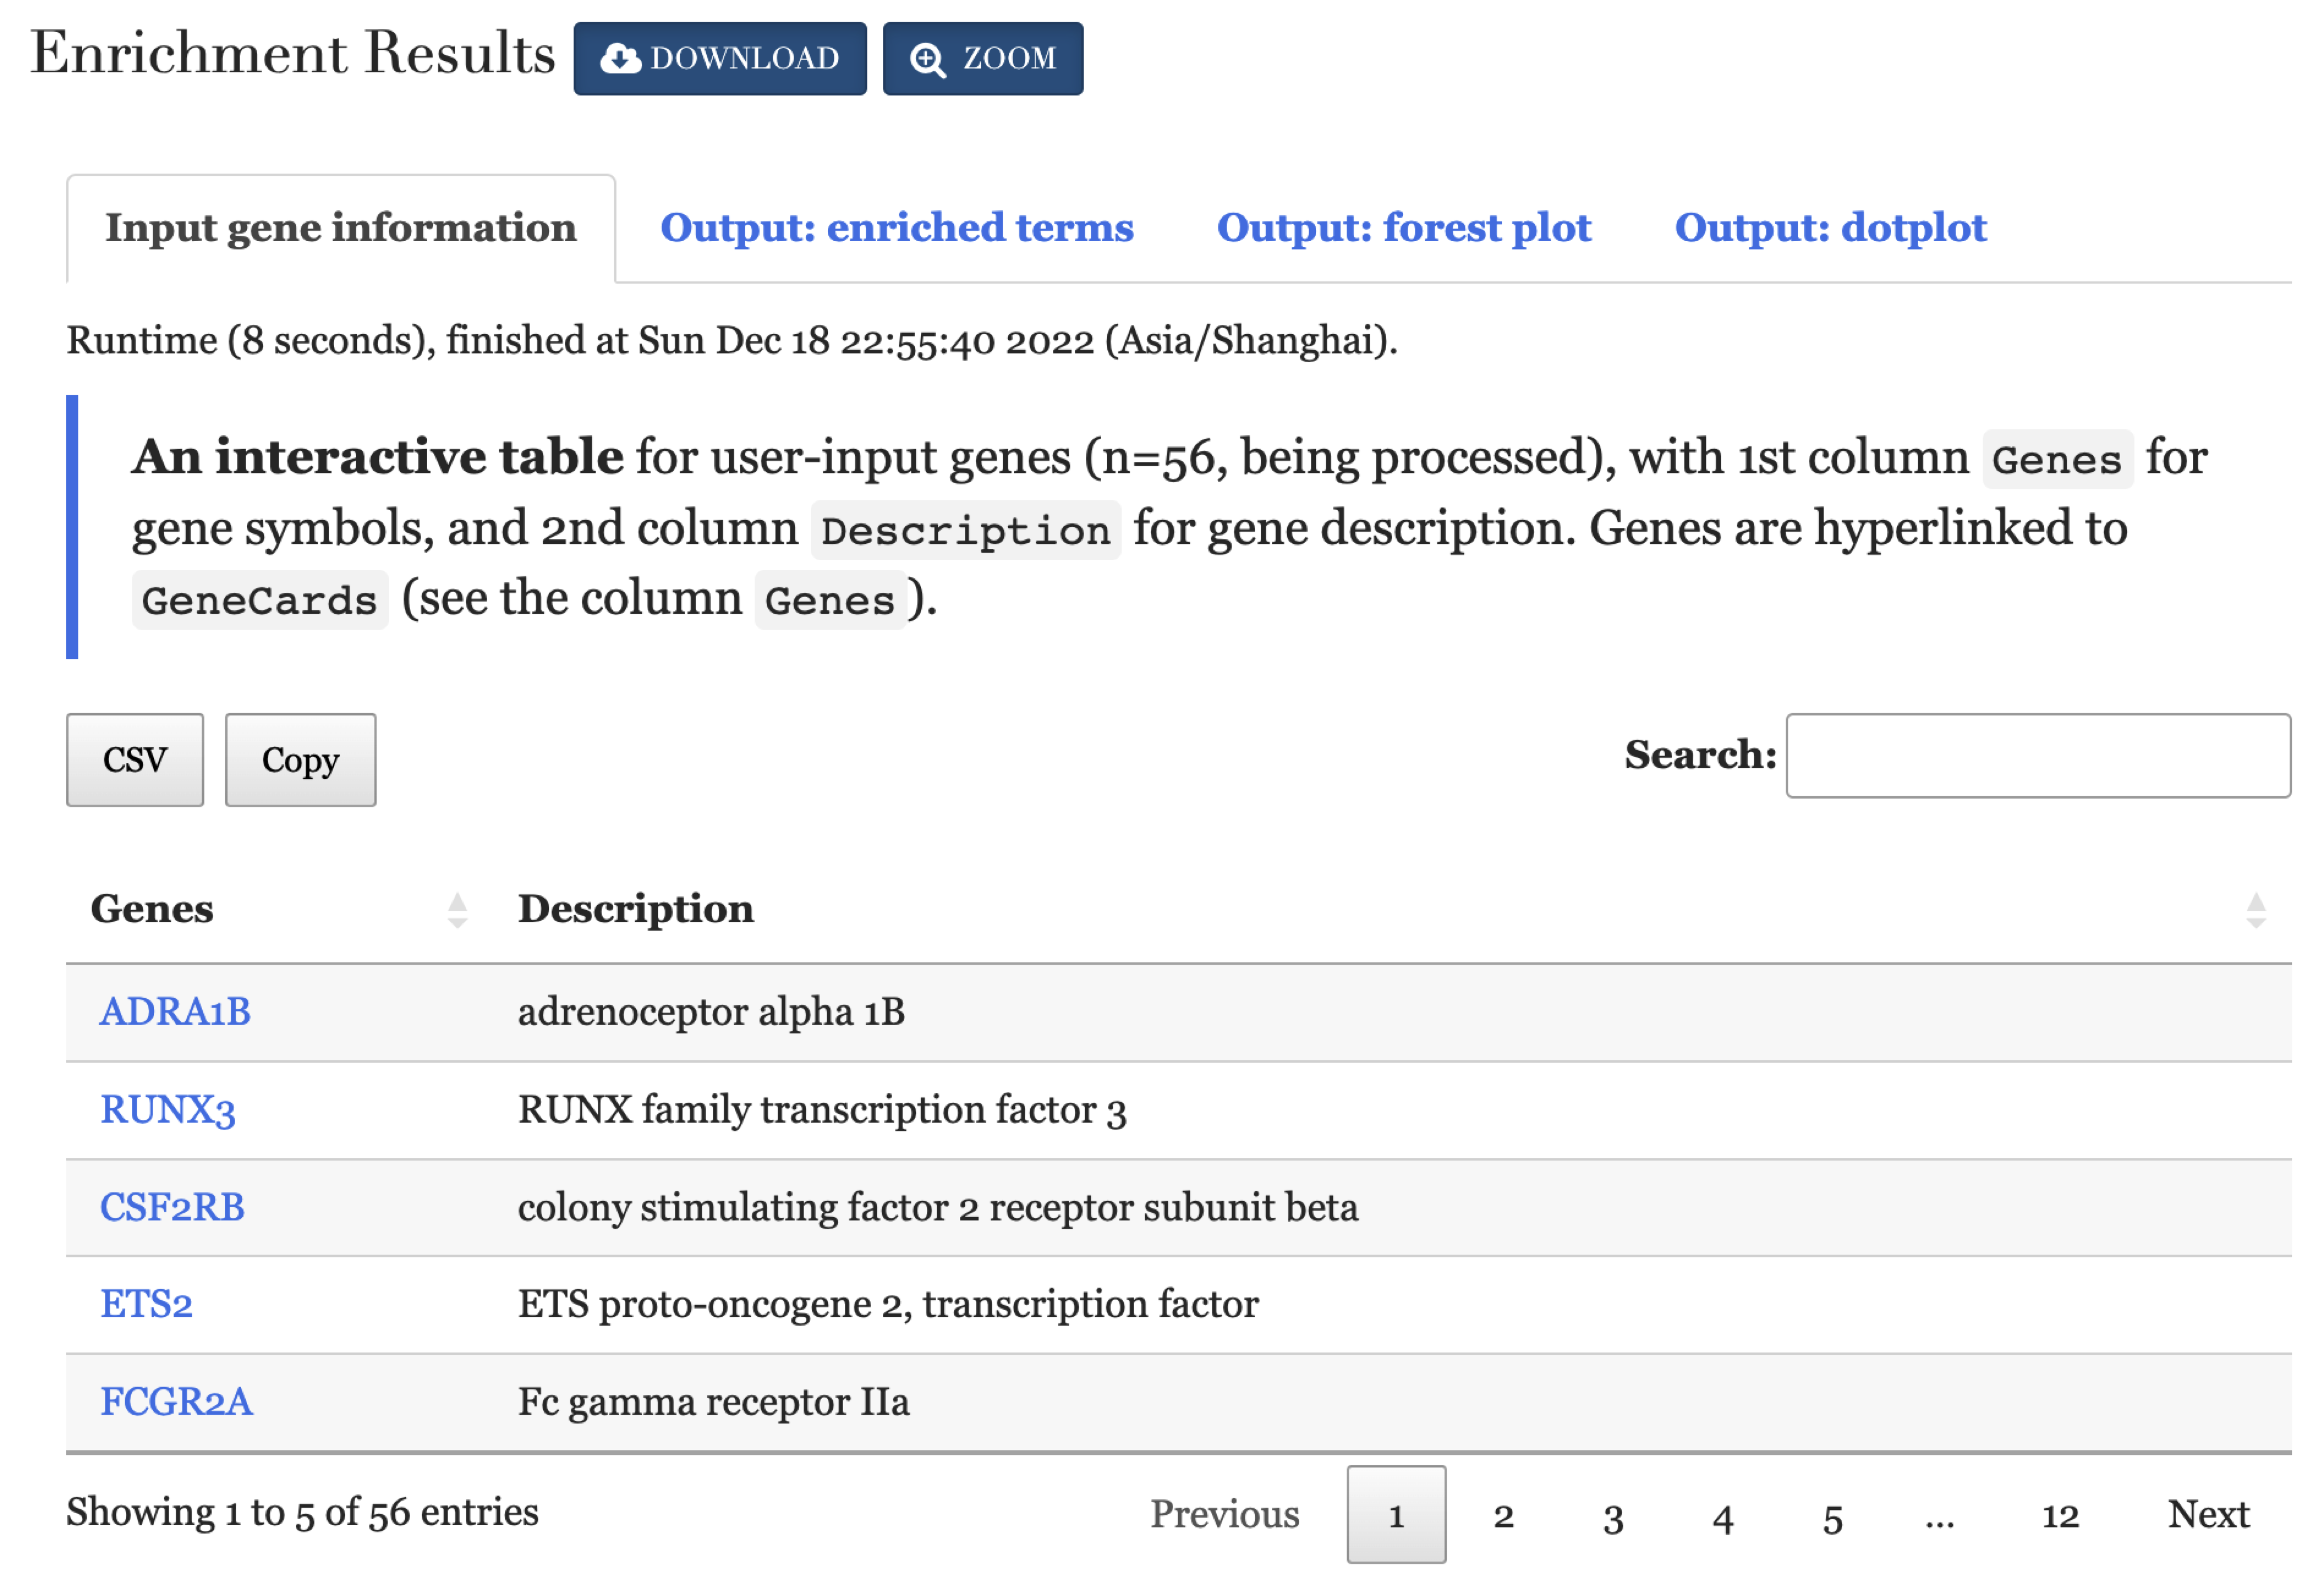 Enrichment Results DOWNLOAD ZOOM
Input gene information Output: enriched terms Output: forest plot Output: dotplot
Runtime (8 seconds), finished at Sun Dec 18 22:55:40 2022 (Asia/Shanghai).
An interactive table for user-input genes (n=56, being processed), with 1st column Genes for
gene symbols, and 2nd column Description for gene description. Genes are hyperlinked to
GeneCards (see the column Genes).
CSV Copy Search:
Genes Description
ADRA1B adrenoceptor alpha 1B
RUNX3 RUNX family transcription factor 3
CSF2RB colony stimulating factor 2 receptor subunit beta
ETS2 ETS proto-oncogene 2, transcription factor
FCGR2A Fc gamma receptor IIa
Showing 1 to 5 of 56 entries Previous 1 2 3 4 5 ... 12 Next